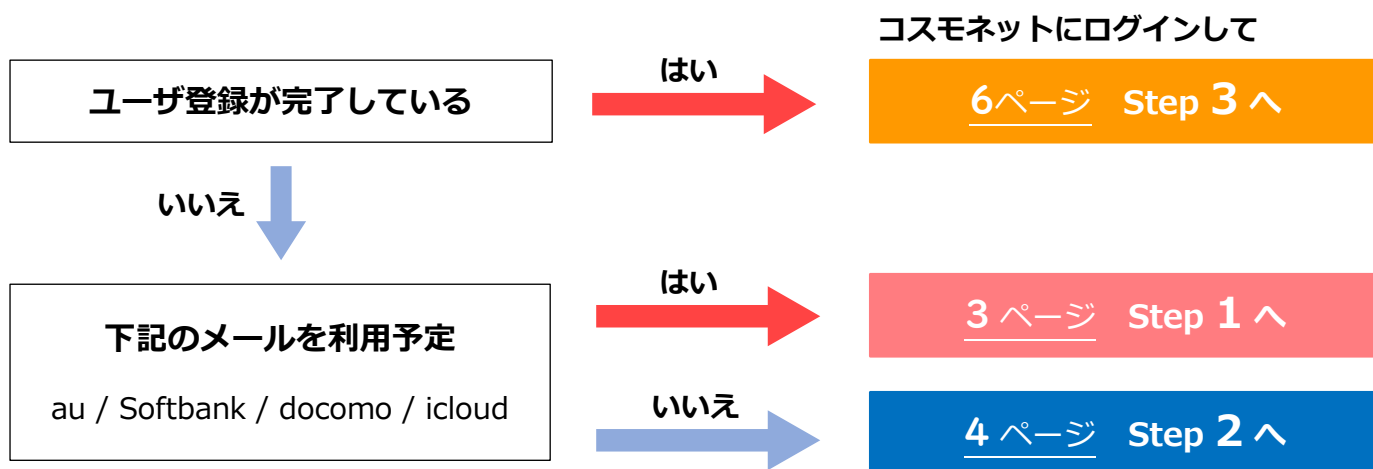 コスモネットにログインして
ユーザ登録が完了している
はい
6ページ Step 3 へ
いいえ
下記のメールを利用予定
au / Softbank / docomo / icloud
はい
3 ページ Step 1 へ
いいえ
4 ページ Step 2 へ